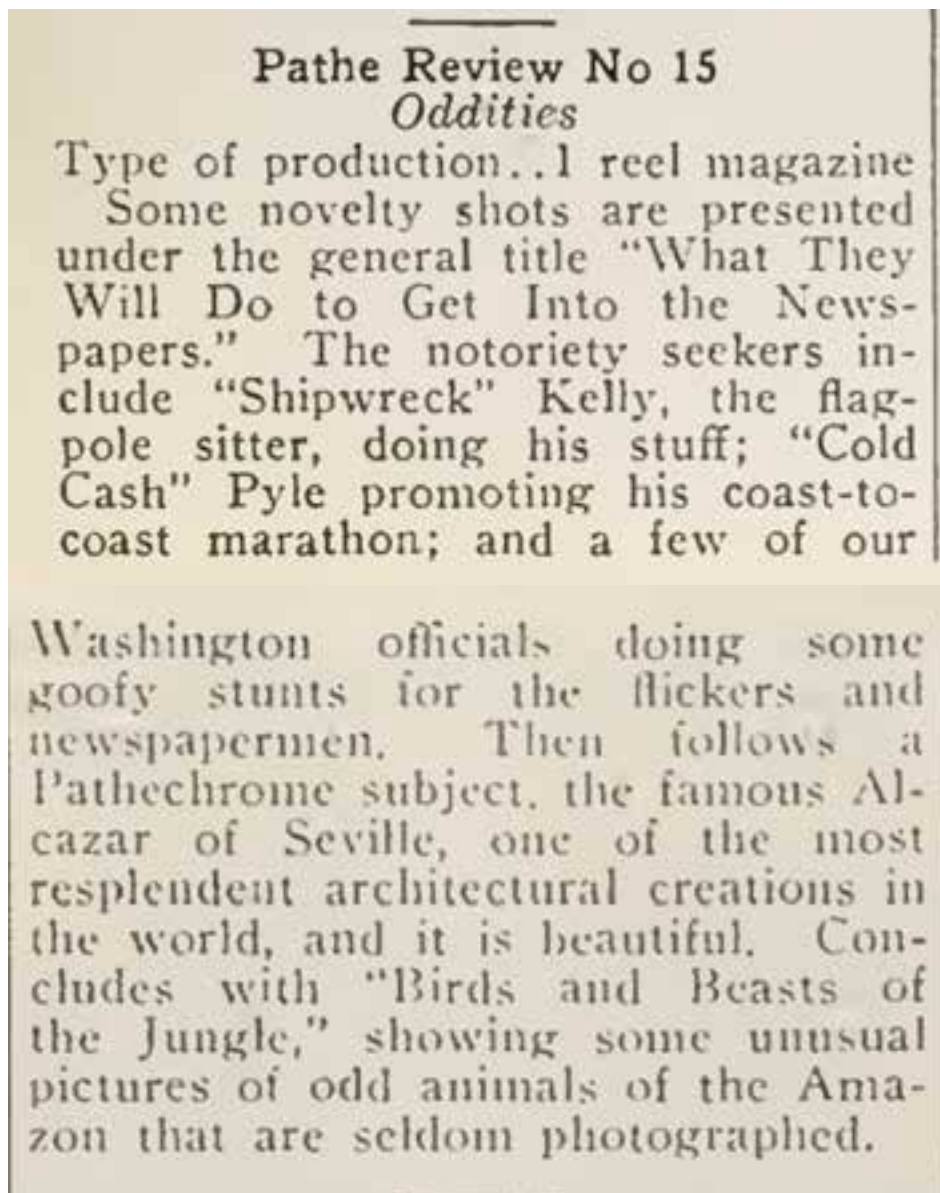 Pathe Review No 15
Oddities
Type of production..1 reel magazine
Some novelty shots are presented
under the general title "What They
Will Do to Get Into the News-
papers." The notoriety seekers in-
clude "Shipwreck" Kelly, the flag-
pole sitter, doing his stuff; "Cold
Cash" Pyle promoting his coast-to-
coast marathon; and a few of our
Washington officials doing some
goofy stunts for the flickers and
newspapermen. Then follows a
Pathechrome subject, the famous Al-
cazar of Seville, one of the most
resplendent architectural creations in
the world, and it is beautiful. Con-
cludes with "Birds and Beasts of
the Jungle," showing some unusual
pictures of odd animals of the Ama-
zon that are seldom photographed.